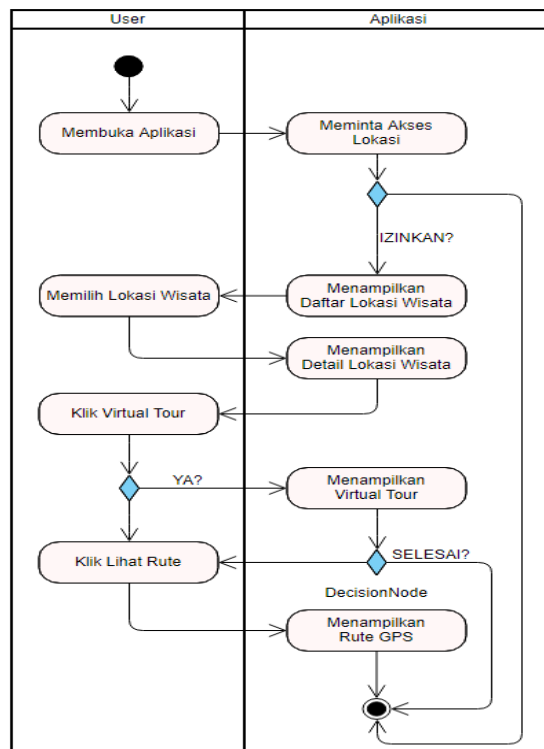 User
Aplikasi
Membuka Aplikasi
Meminta Akses
Lokasi
IZINKAN?
Memilih Lokasi Wisata
Menampilkan
Daftar Lokasi Wisata
Menampilkan
Detail Lokasi Wisata
Klik Virtual Tour
YA?
Menampilkan
Virtual Tour
Klik Lihat Rute
SELESAI?
DecisionNode
Menampilkan
Rute GPS